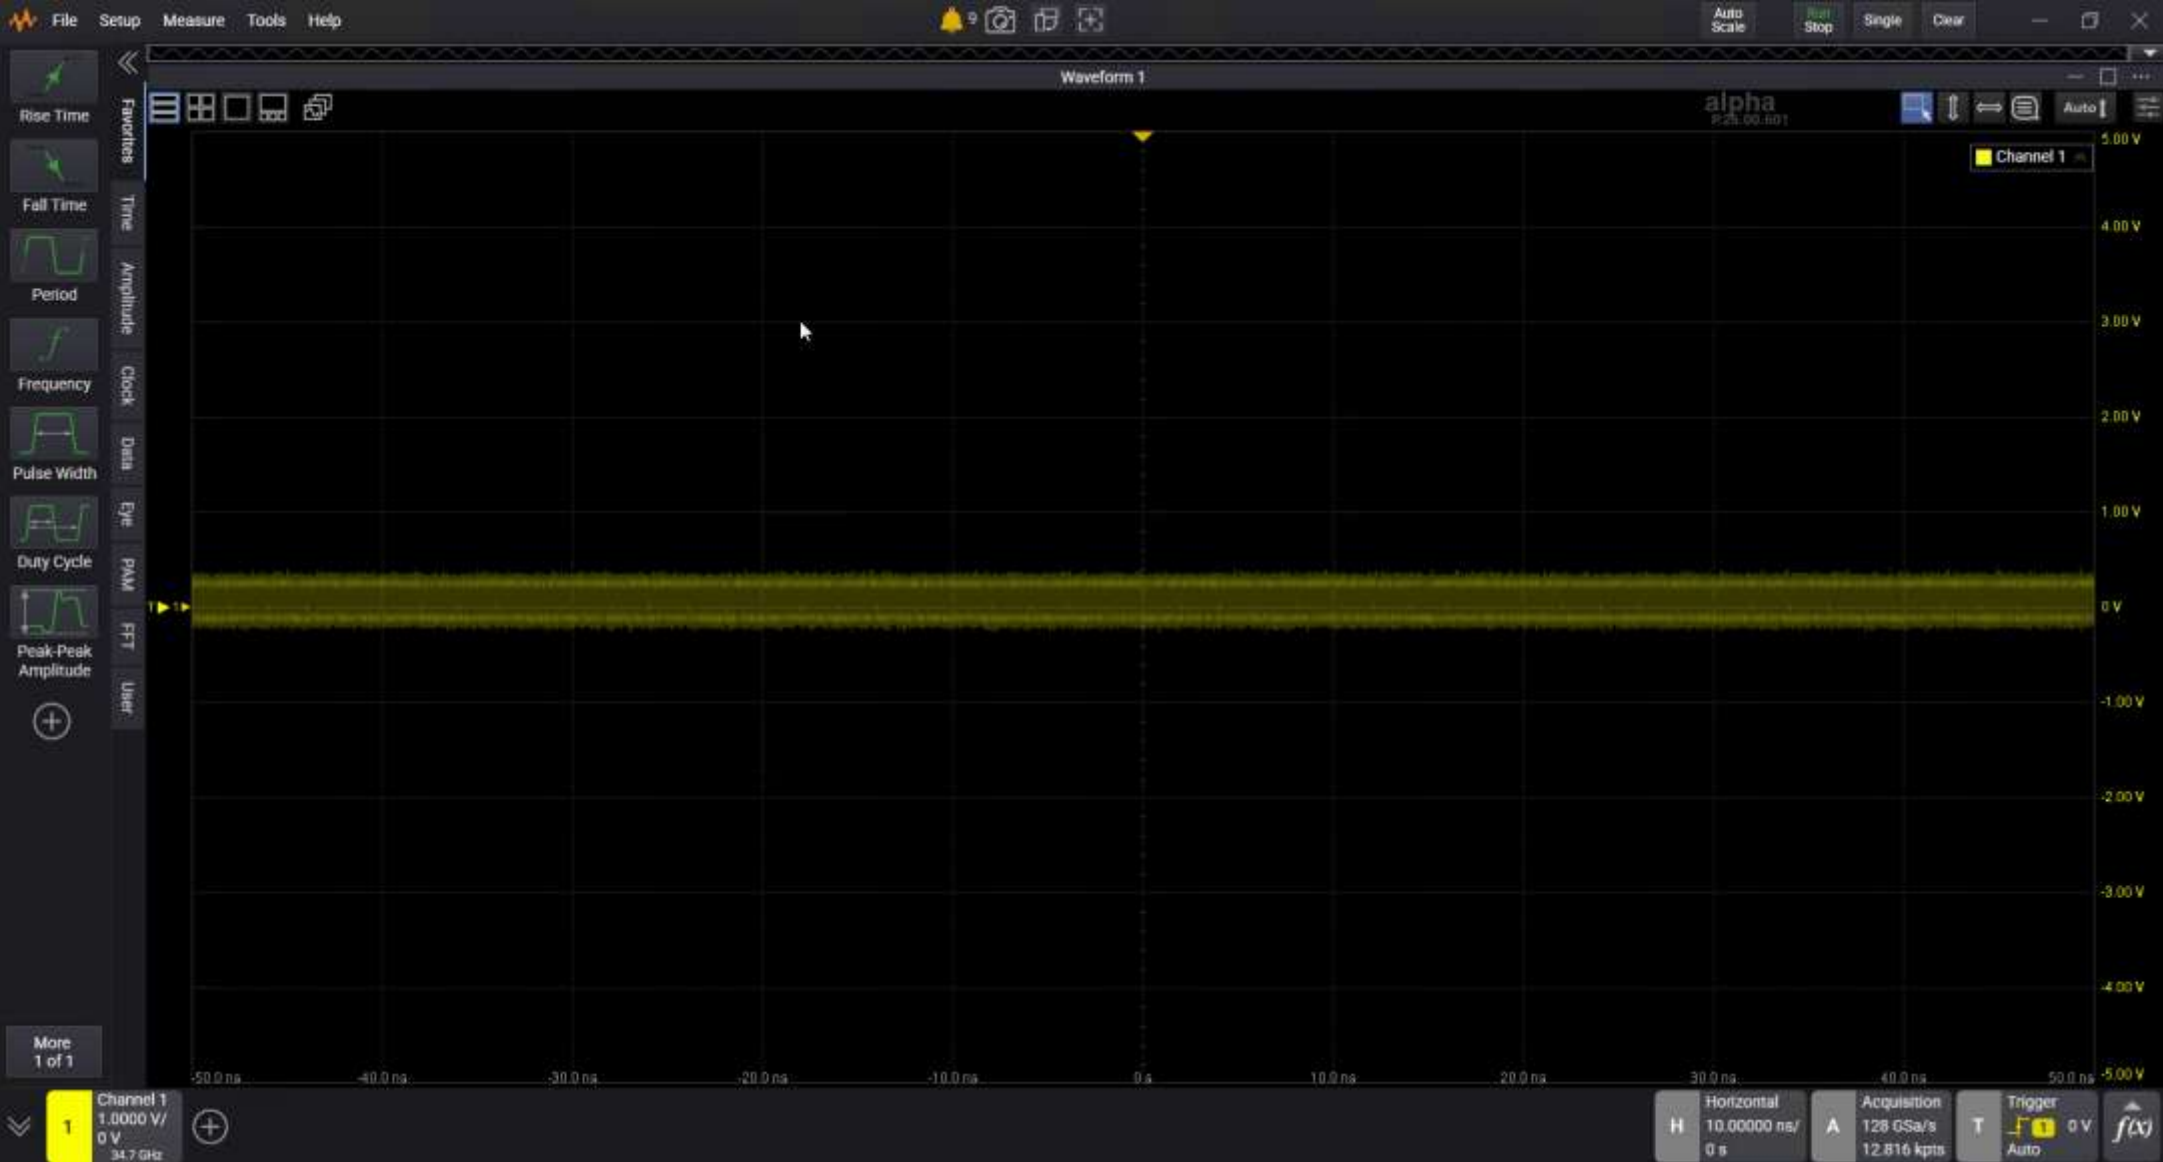 File Setup Measure Tools Help
9
Auto Scale
Run Stop
Single
Clear
Waveform 1
alpha
Auto
Channel 1
Rise Time
Fall Time
Period
Frequency
Pulse Width
Duty Cycle
Peak-Peak
Amplitude
More
1 of 1
Favorites
Time
Amplitude
Clock
Data
Eye
PAM
FFT
User
5.00 V
4.00 V
3.00 V
2.00 V
1.00 V
0 V
-1.00 V
-2.00 V
-3.00 V
-4.00 V
-5.00 V
T 1
-50.0 ns -40.0 ns -30.0 ns -20.0 ns -10.0 ns 0 s 10.0 ns 20.0 ns 30.0 ns 40.0 ns 50.0 ns
1
Channel 1
1.0000 V/
0 V
34.7 GHz
H
Horizontal
10.00000 ns/
0 s
A
Acquisition
128 GSa/s
12.816 kpts
T
Trigger
1 0 V
Auto
f(x)